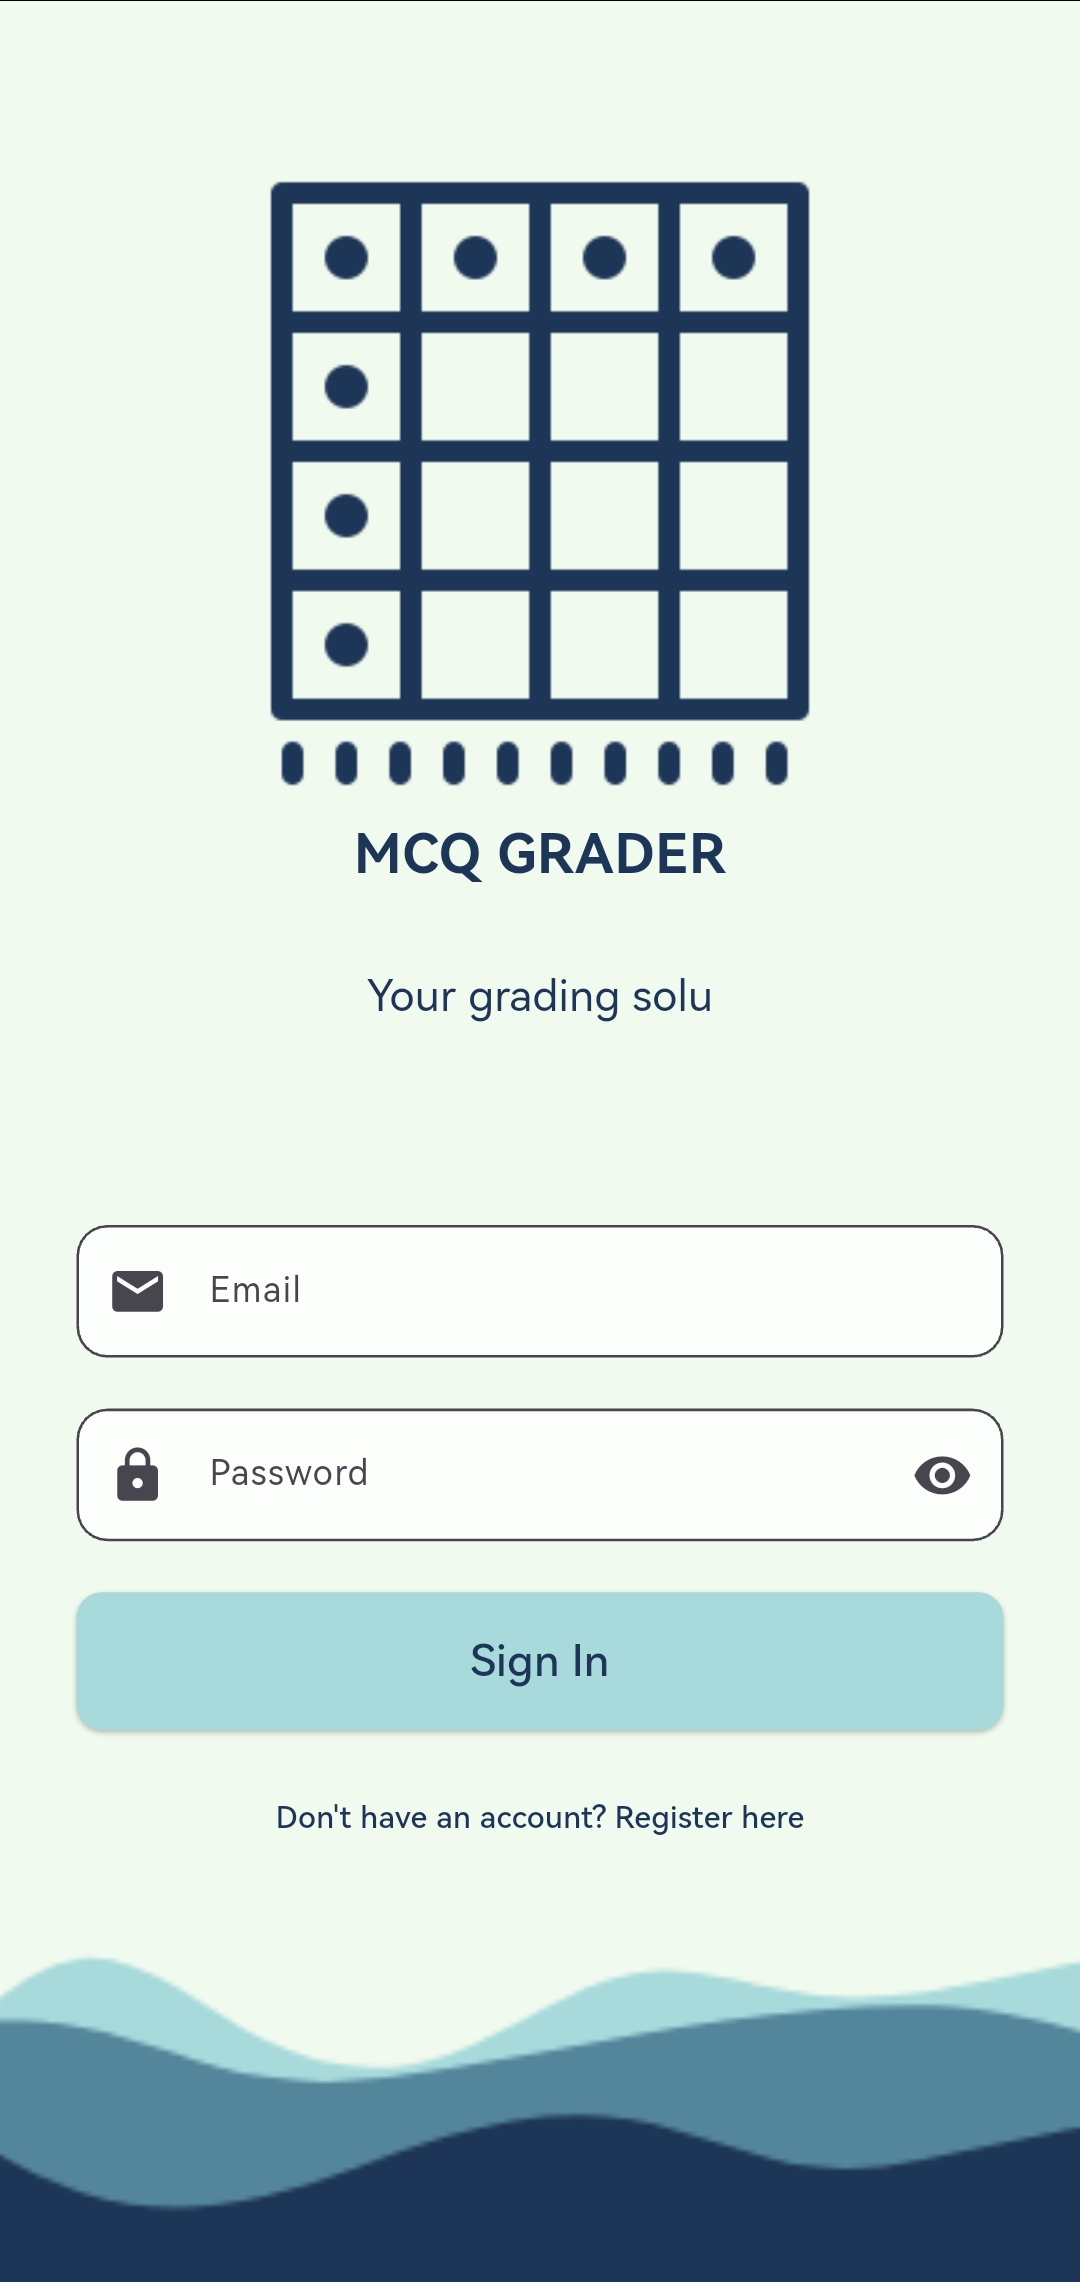 MCQ GRADER
Your grading solu
Email
Password
Sign In
Don't have an account? Register here